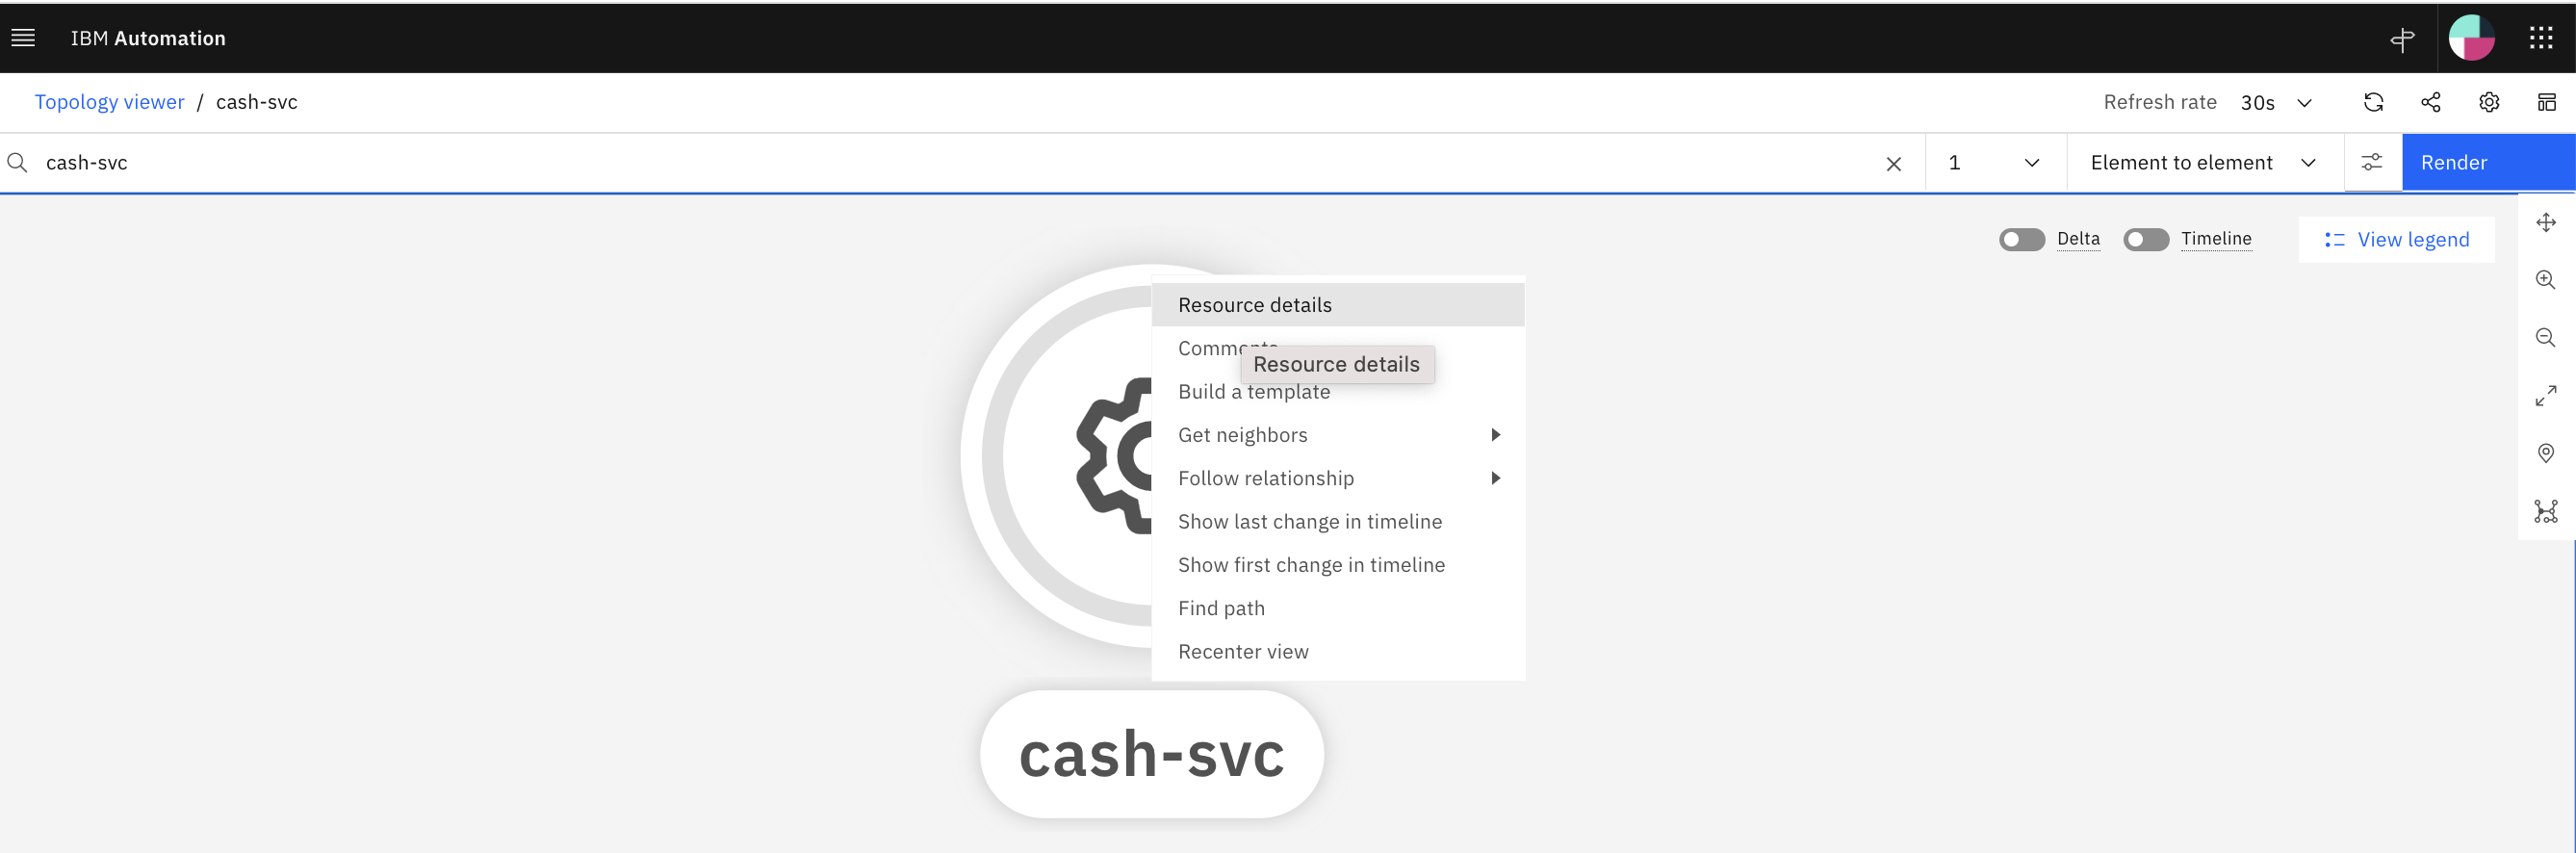 IBM Automation
Topology viewer / cash-svc
Refresh rate 30s
cash-svc
1
Element to element
Render
Delta
Timeline
View legend
Resource details
Comments
Resource details
Build a template
Get neighbors
Follow relationship
Show last change in timeline
Show first change in timeline
Find path
Recenter view
cash-svc